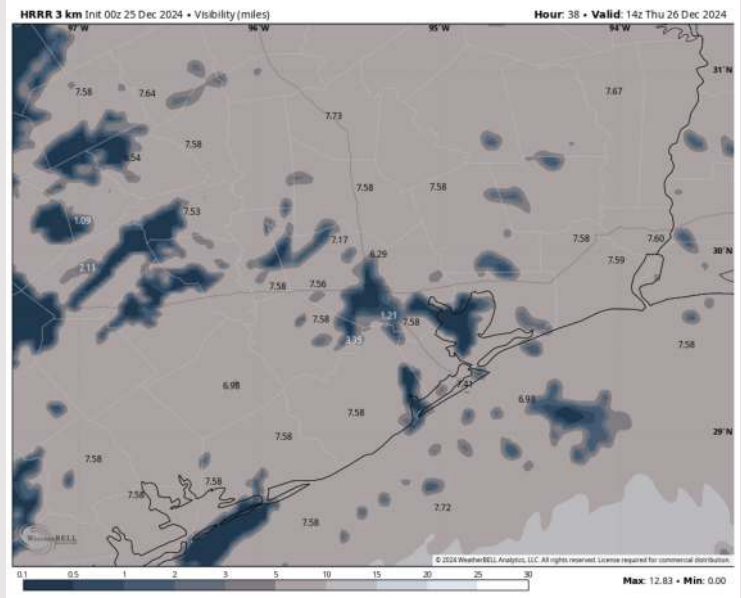 HRRR 3 km Init 00z 25 Dec 2024 • Visibility (miles) Hour: 38 • Valid: 14z Thu 26 Dec 2024
97°W 96°W 95°W 94°W
31°N
7.58 7.64 7.67
7.73
7.58
7.58 7.58
7.53
1.09
7.17 7.58 7.60
30°N
6.29 7.59
2.11
7.58 7.56
7.58 1.21 7.58
3.35 7.58
6.98 7.41
6.93
7.58
7.58 29°N
7.58
7.58
7.58
7.58 7.72
WeatherBELL
© 2024 WeatherBELL Analytics, LLC. All rights reserved. License required for commercial distribution.
0.1 0.5 1 2 3 5 10 15 20 25 30
Max: 12.83 • Min: 0.00